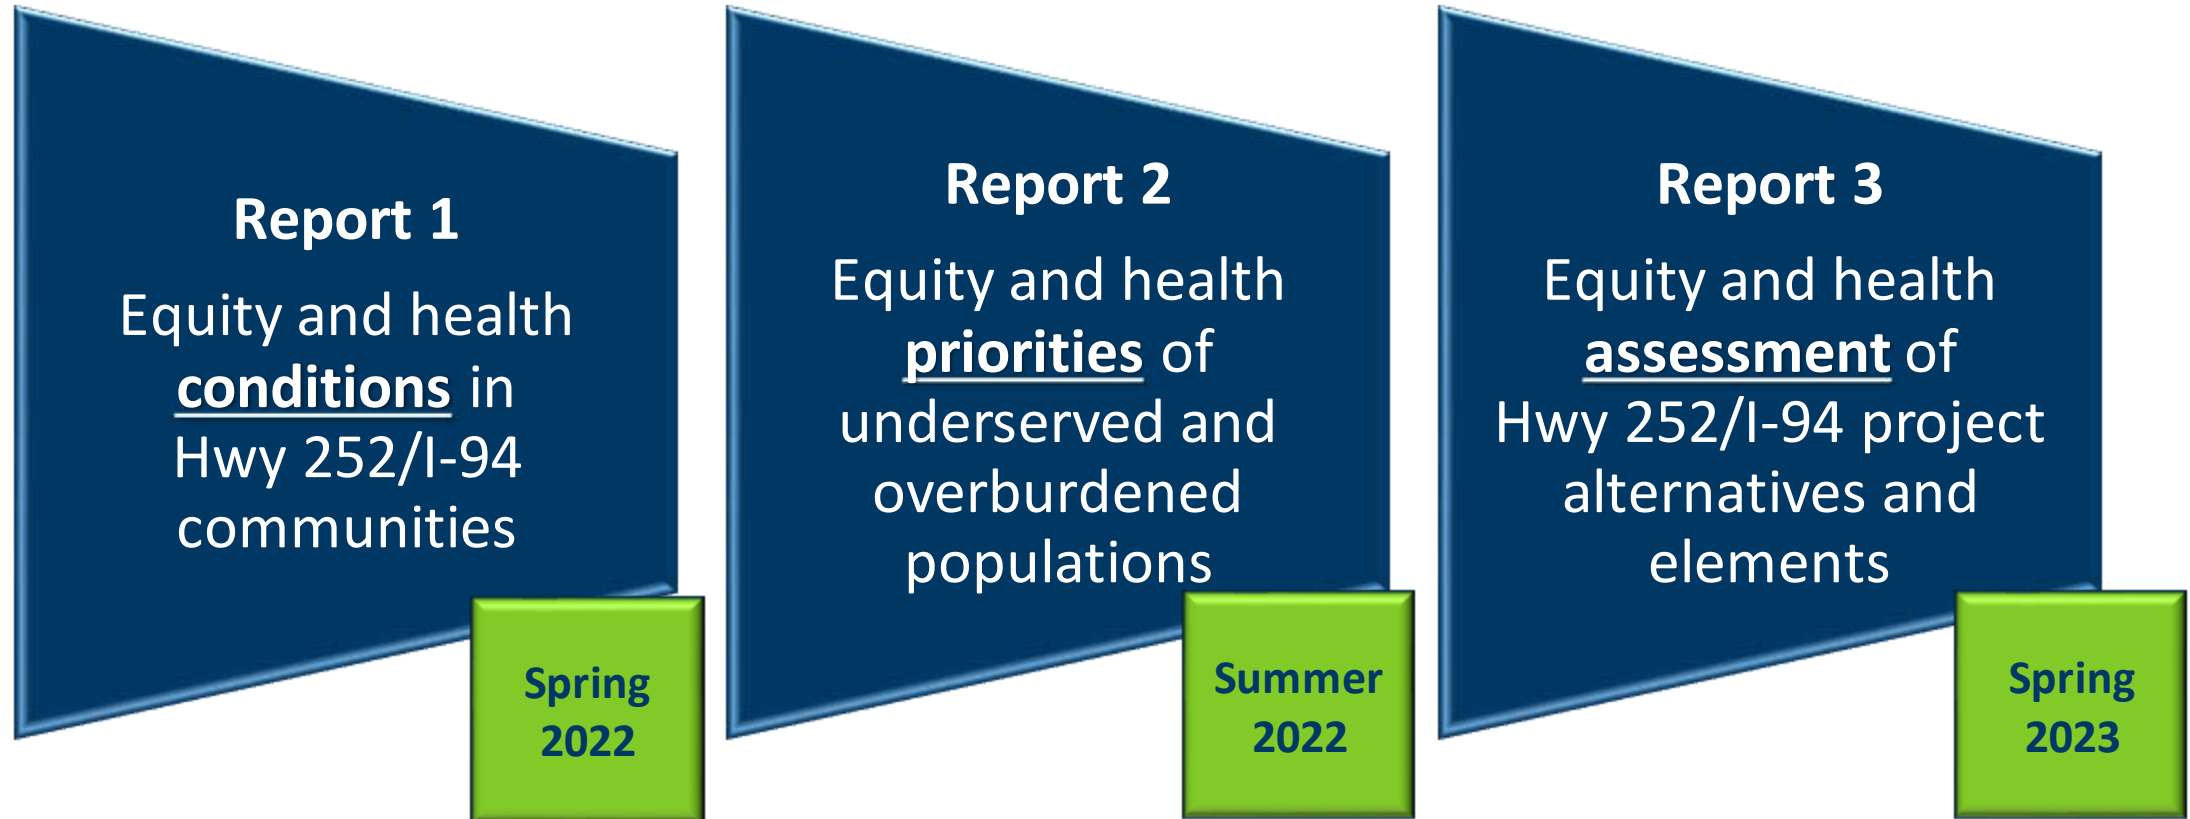 Report 1
Equity and health
conditions in
Hwy 252/I-94
communities
Spring
2022
Report 2
Equity and health
priorities of
underserved and
overburdened
populations
Summer
2022
Report 3
Equity and health
assessment of
Hwy 252/I-94 project
alternatives and
elements
Spring
2023